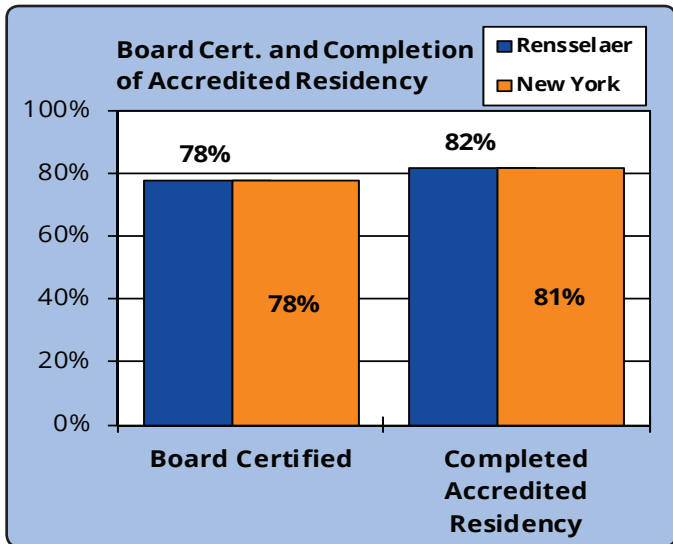 Board Cert. and Completion
of Accredited Residency
Rensselaer
New York
100%
80%
60%
40%
20%
0%
78%
78%
82%
81%
Board Certified
Completed
Accredited
Residency